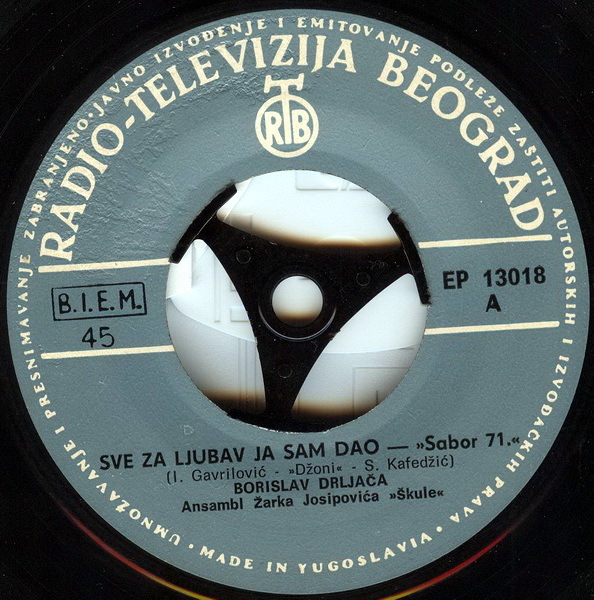 UMNOŽAVANJE I PRESNIMAVANJE ZABRANJENO·JAVNO IZVOĐENJE I EMITOVANJE PODLEŽE ZAŠTITI AUTORSKIH I IZVOĐAČKIH PRAVA·
RADIO-TELEVIZIJA BEOGRAD
RTB
B.I.E.M.
45
EP 13018
A
SVE ZA LJUBAV JA SAM DAO — »Sabor 71.«
(I. Gavrilović - »Džoni« - S. Kafedžić)
BORISLAV DRLJAČA
Ansambl Žarka Josipovića »Škule«
· MADE IN YUGOSLAVIA ·